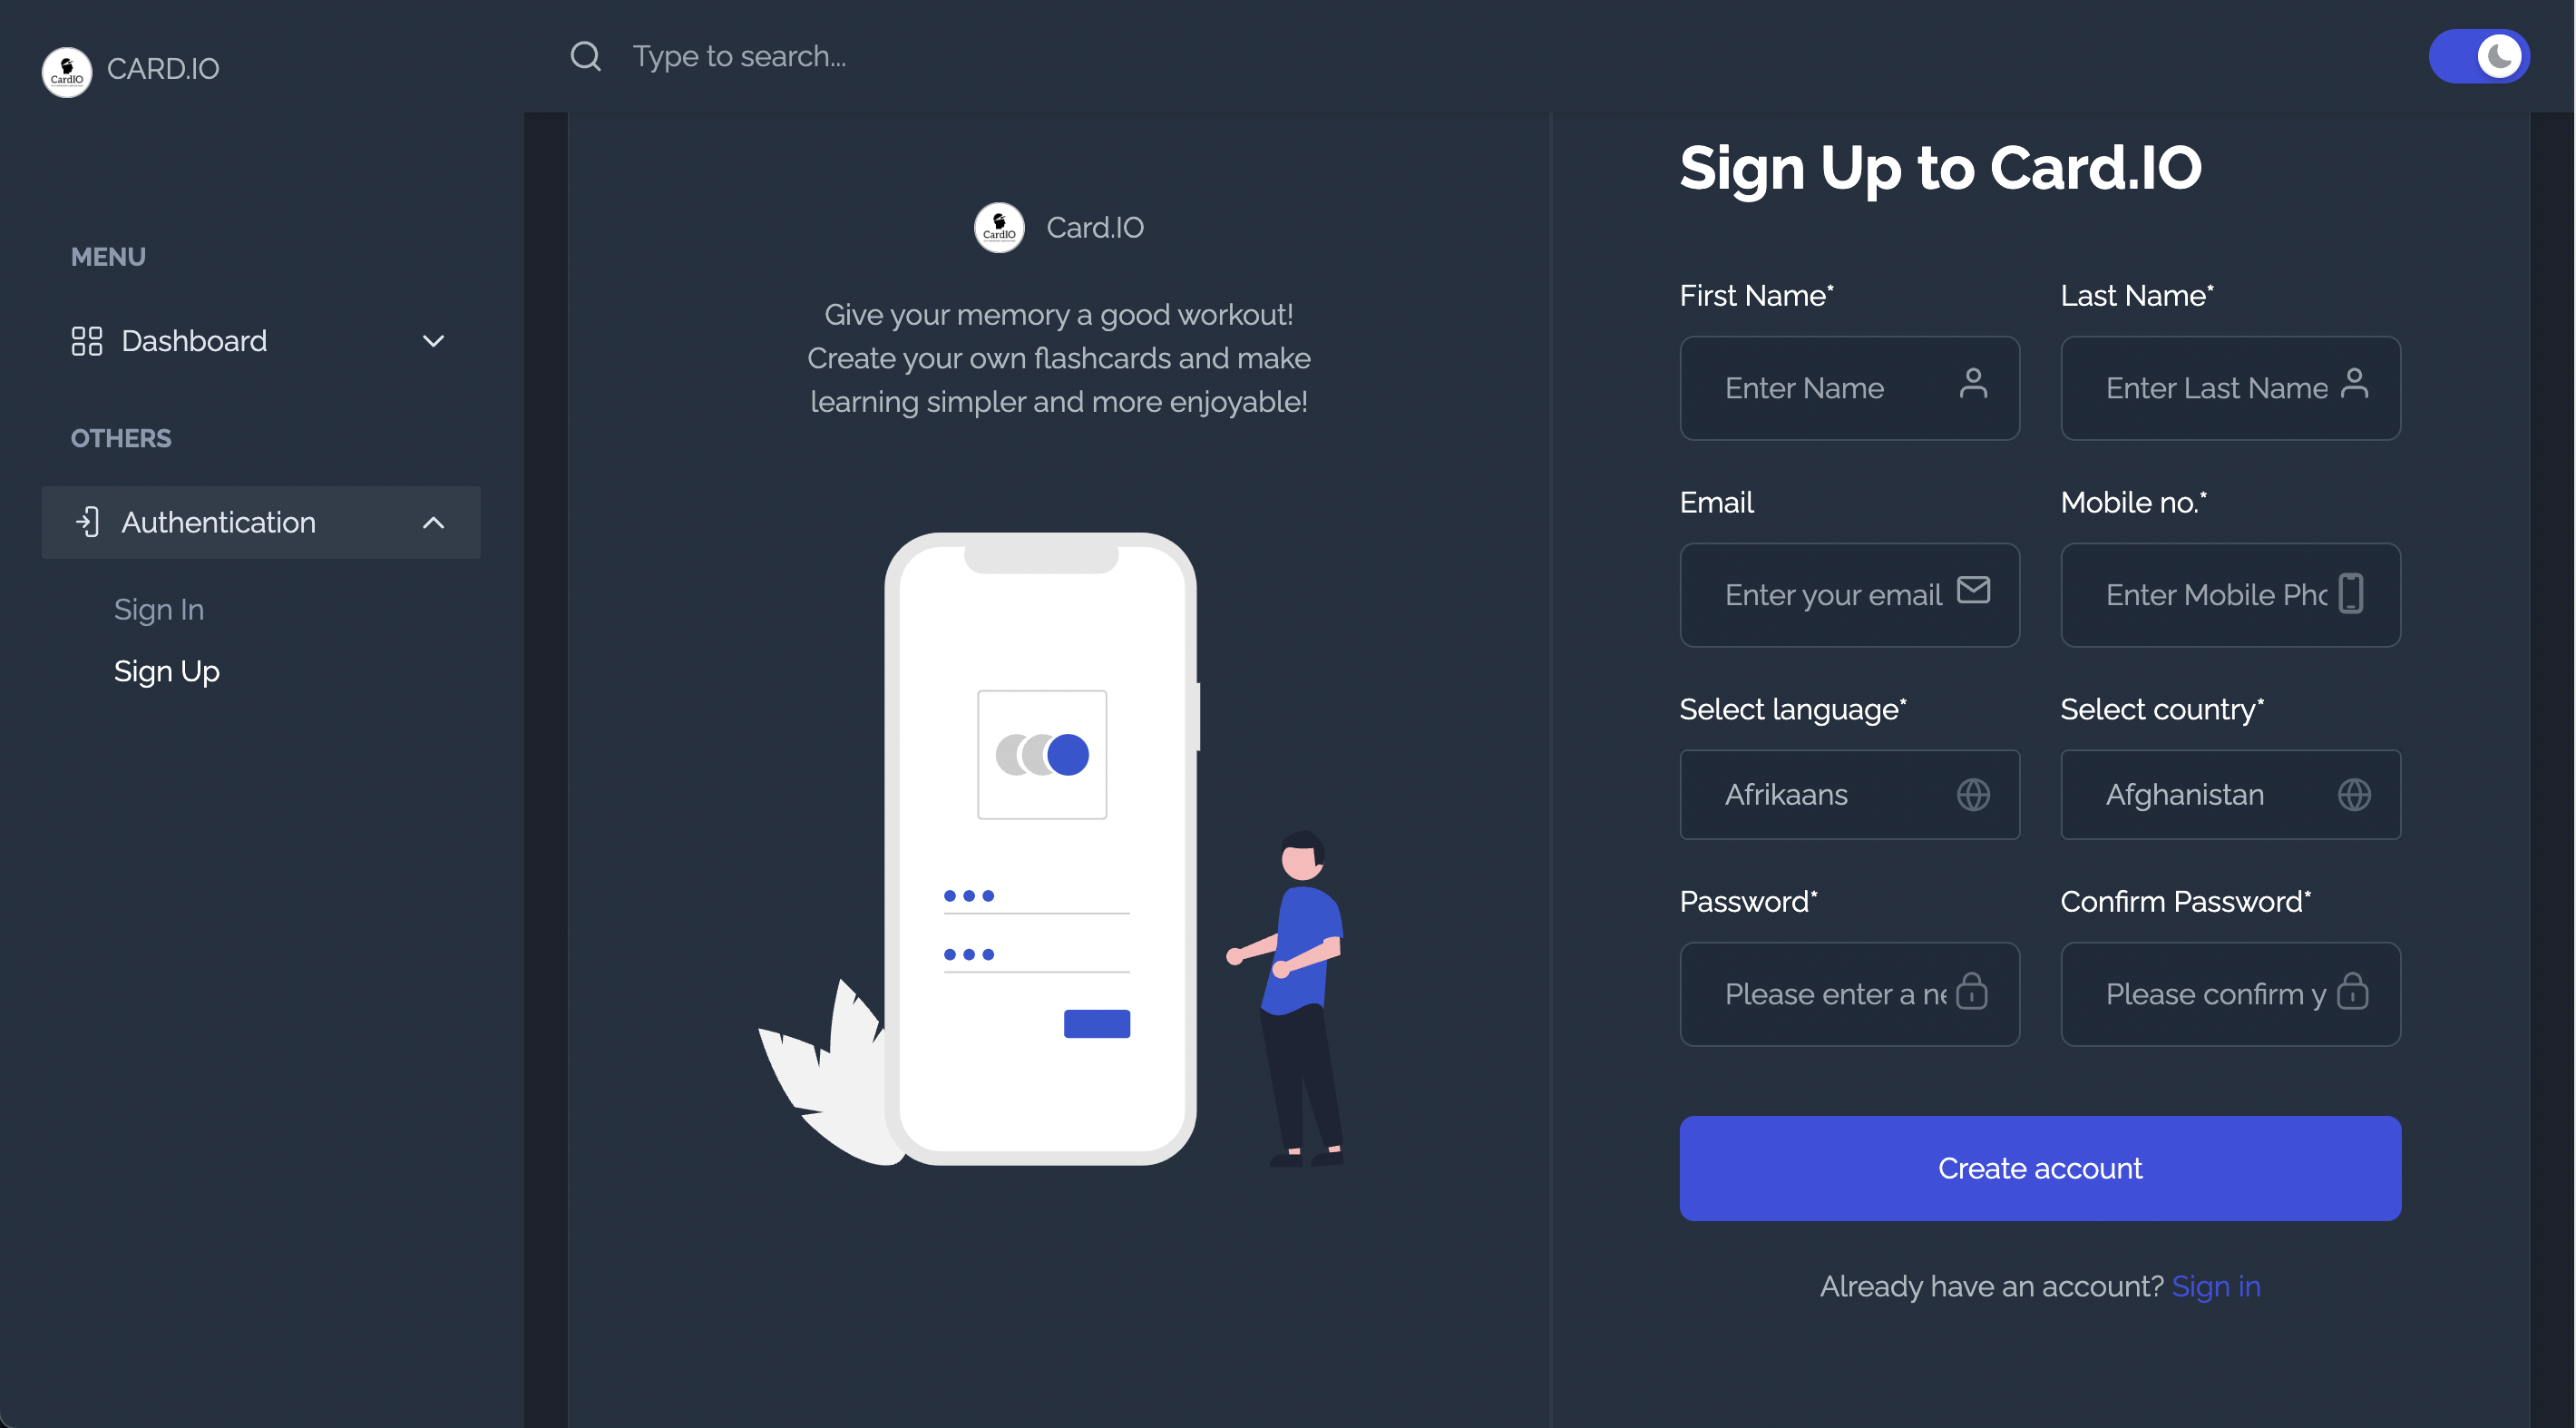 CardIO
CARD.IO
Type to search...
MENU
Dashboard
OTHERS
Authentication
Sign In
Sign Up
CardIO
Card.IO
Give your memory a good workout!
Create your own flashcards and make
learning simpler and more enjoyable!
Sign Up to Card.IO
First Name*
Last Name*
Enter Name
Enter Last Name
Email
Mobile no.*
Enter your email
Enter Mobile Pho
Select language*
Select country*
Afrikaans
Afghanistan
Password*
Confirm Password*
Please enter a ne
Please confirm y
Create account
Already have an account? Sign in